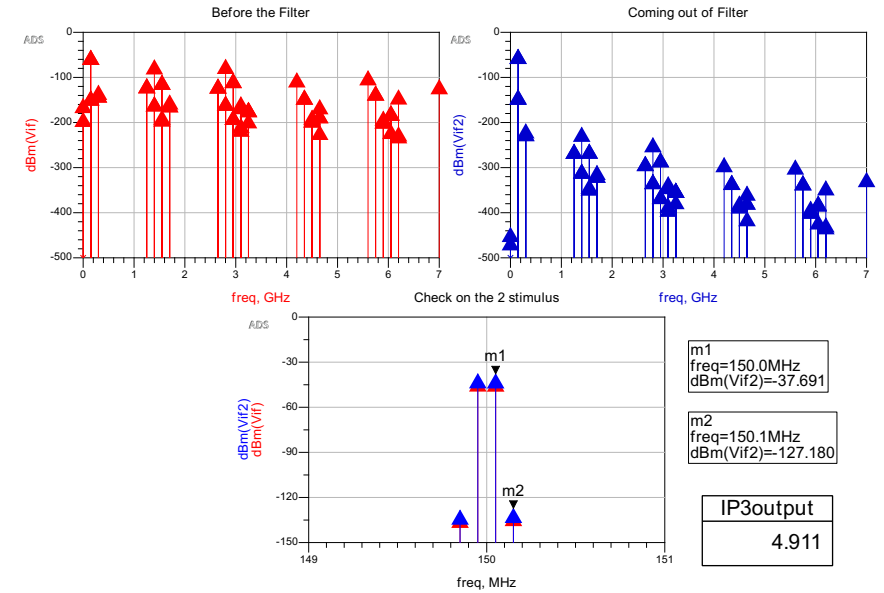 Before the Filter
ADS
0
-100
-200
-300
-400
-500
dBm(Vif)
0 1 2 3 4 5 6 7
freq, GHz
Coming out of Filter
ADS
0
-100
-200
-300
-400
-500
dBm(Vif2)
0 1 2 3 4 5 6 7
freq, GHz
Check on the 2 stimulus
ADS
0
-30
-60
-90
-120
-150
dBm(Vif2)
dBm(Vif)
m1
m2
149 150 151
freq, MHz
m1
freq=150.0MHz
dBm(Vif2)=-37.691
m2
freq=150.1MHz
dBm(Vif2)=-127.180
IP3output
4.911